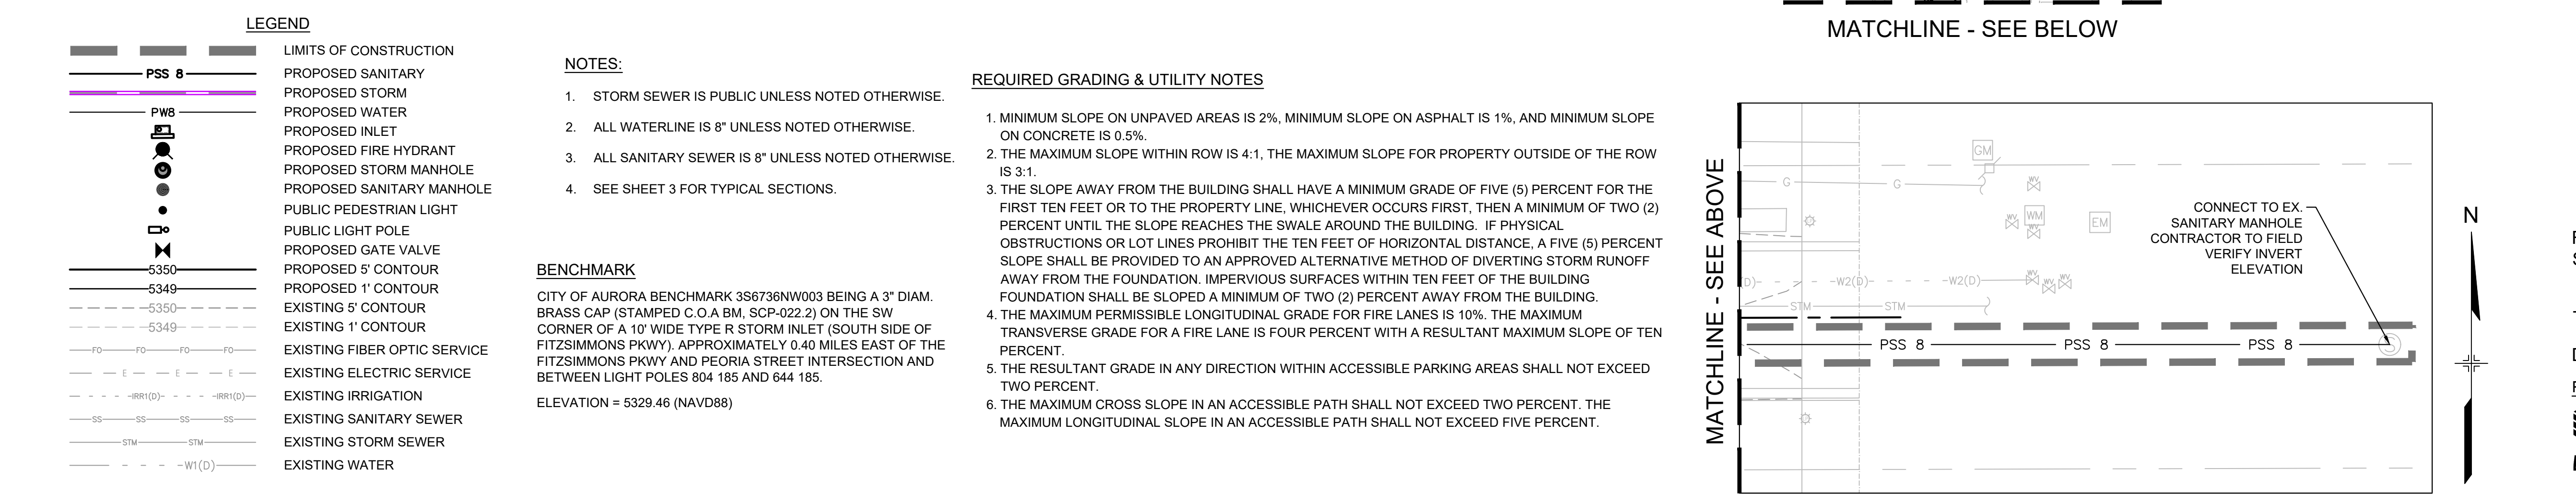 LEGEND
LIMITS OF CONSTRUCTION
PSS 8 PROPOSED SANITARY
PROPOSED STORM
PW8 PROPOSED WATER
PROPOSED INLET
PROPOSED FIRE HYDRANT
PROPOSED STORM MANHOLE
PROPOSED SANITARY MANHOLE
PUBLIC PEDESTRIAN LIGHT
PUBLIC LIGHT POLE
PROPOSED GATE VALVE
5350 PROPOSED 5' CONTOUR
5349 PROPOSED 1' CONTOUR
5350 EXISTING 5' CONTOUR
5349 EXISTING 1' CONTOUR
FO FO FO FO EXISTING FIBER OPTIC SERVICE
E E E EXISTING ELECTRIC SERVICE
IRR1(D) IRR1(D) EXISTING IRRIGATION
SS SS SS SS EXISTING SANITARY SEWER
STM STM EXISTING STORM SEWER
W1(D) EXISTING WATER
NOTES:
1. STORM SEWER IS PUBLIC UNLESS NOTED OTHERWISE.
2. ALL WATERLINE IS 8" UNLESS NOTED OTHERWISE.
3. ALL SANITARY SEWER IS 8" UNLESS NOTED OTHERWISE.
4. SEE SHEET 3 FOR TYPICAL SECTIONS.
BENCHMARK
CITY OF AURORA BENCHMARK 3S6736NW003 BEING A 3" DIAM.
BRASS CAP (STAMPED C.O.A BM, SCP-022.2) ON THE SW
CORNER OF A 10' WIDE TYPE R STORM INLET (SOUTH SIDE OF
FITZSIMMONS PKWY). APPROXIMATELY 0.40 MILES EAST OF THE
FITZSIMMONS PKWY AND PEORIA STREET INTERSECTION AND
BETWEEN LIGHT POLES 804 185 AND 644 185.
ELEVATION = 5329.46 (NAVD88)
REQUIRED GRADING & UTILITY NOTES
1. MINIMUM SLOPE ON UNPAVED AREAS IS 2%, MINIMUM SLOPE ON ASPHALT IS 1%, AND MINIMUM SLOPE
ON CONCRETE IS 0.5%.
2. THE MAXIMUM SLOPE WITHIN ROW IS 4:1, THE MAXIMUM SLOPE FOR PROPERTY OUTSIDE OF THE ROW
IS 3:1.
3. THE SLOPE AWAY FROM THE BUILDING SHALL HAVE A MINIMUM GRADE OF FIVE (5) PERCENT FOR THE
FIRST TEN FEET OR TO THE PROPERTY LINE, WHICHEVER OCCURS FIRST, THEN A MINIMUM OF TWO (2)
PERCENT UNTIL THE SLOPE REACHES THE SWALE AROUND THE BUILDING. IF PHYSICAL
OBSTRUCTIONS OR LOT LINES PROHIBIT THE TEN FEET OF HORIZONTAL DISTANCE, A FIVE (5) PERCENT
SLOPE SHALL BE PROVIDED TO AN APPROVED ALTERNATIVE METHOD OF DIVERTING STORM RUNOFF
AWAY FROM THE FOUNDATION. IMPERVIOUS SURFACES WITHIN TEN FEET OF THE BUILDING
FOUNDATION SHALL BE SLOPED A MINIMUM OF TWO (2) PERCENT AWAY FROM THE BUILDING.
4. THE MAXIMUM PERMISSIBLE LONGITUDINAL GRADE FOR FIRE LANES IS 10%. THE MAXIMUM
TRANSVERSE GRADE FOR A FIRE LANE IS FOUR PERCENT WITH A RESULTANT MAXIMUM SLOPE OF TEN
PERCENT.
5. THE RESULTANT GRADE IN ANY DIRECTION WITHIN ACCESSIBLE PARKING AREAS SHALL NOT EXCEED
TWO PERCENT.
6. THE MAXIMUM CROSS SLOPE IN AN ACCESSIBLE PATH SHALL NOT EXCEED TWO PERCENT. THE
MAXIMUM LONGITUDINAL SLOPE IN AN ACCESSIBLE PATH SHALL NOT EXCEED FIVE PERCENT.
MATCHLINE - SEE BELOW
MATCHLINE - SEE ABOVE
GM
G G
WV
WV WM EM
WV
CONNECT TO EX.
SANITARY MANHOLE
CONTRACTOR TO FIELD
VERIFY INVERT
ELEVATION
D) W2(D) W2(D) WV WV WV
STM STM
PSS 8 PSS 8 PSS 8 S
N